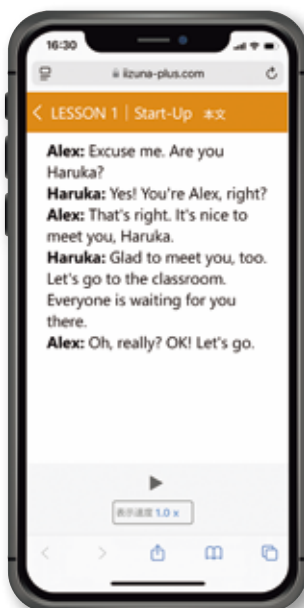 16:30
iizuna-plus.com
LESSON 1 | Start-Up 本文
Alex: Excuse me. Are you
Haruka?
Haruka: Yes! You're Alex, right?
Alex: That's right. It's nice to
meet you, Haruka.
Haruka: Glad to meet you, too.
Let's go to the classroom.
Everyone is waiting for you
there.
Alex: Oh, really? OK! Let's go.
表示速度 1.0 x